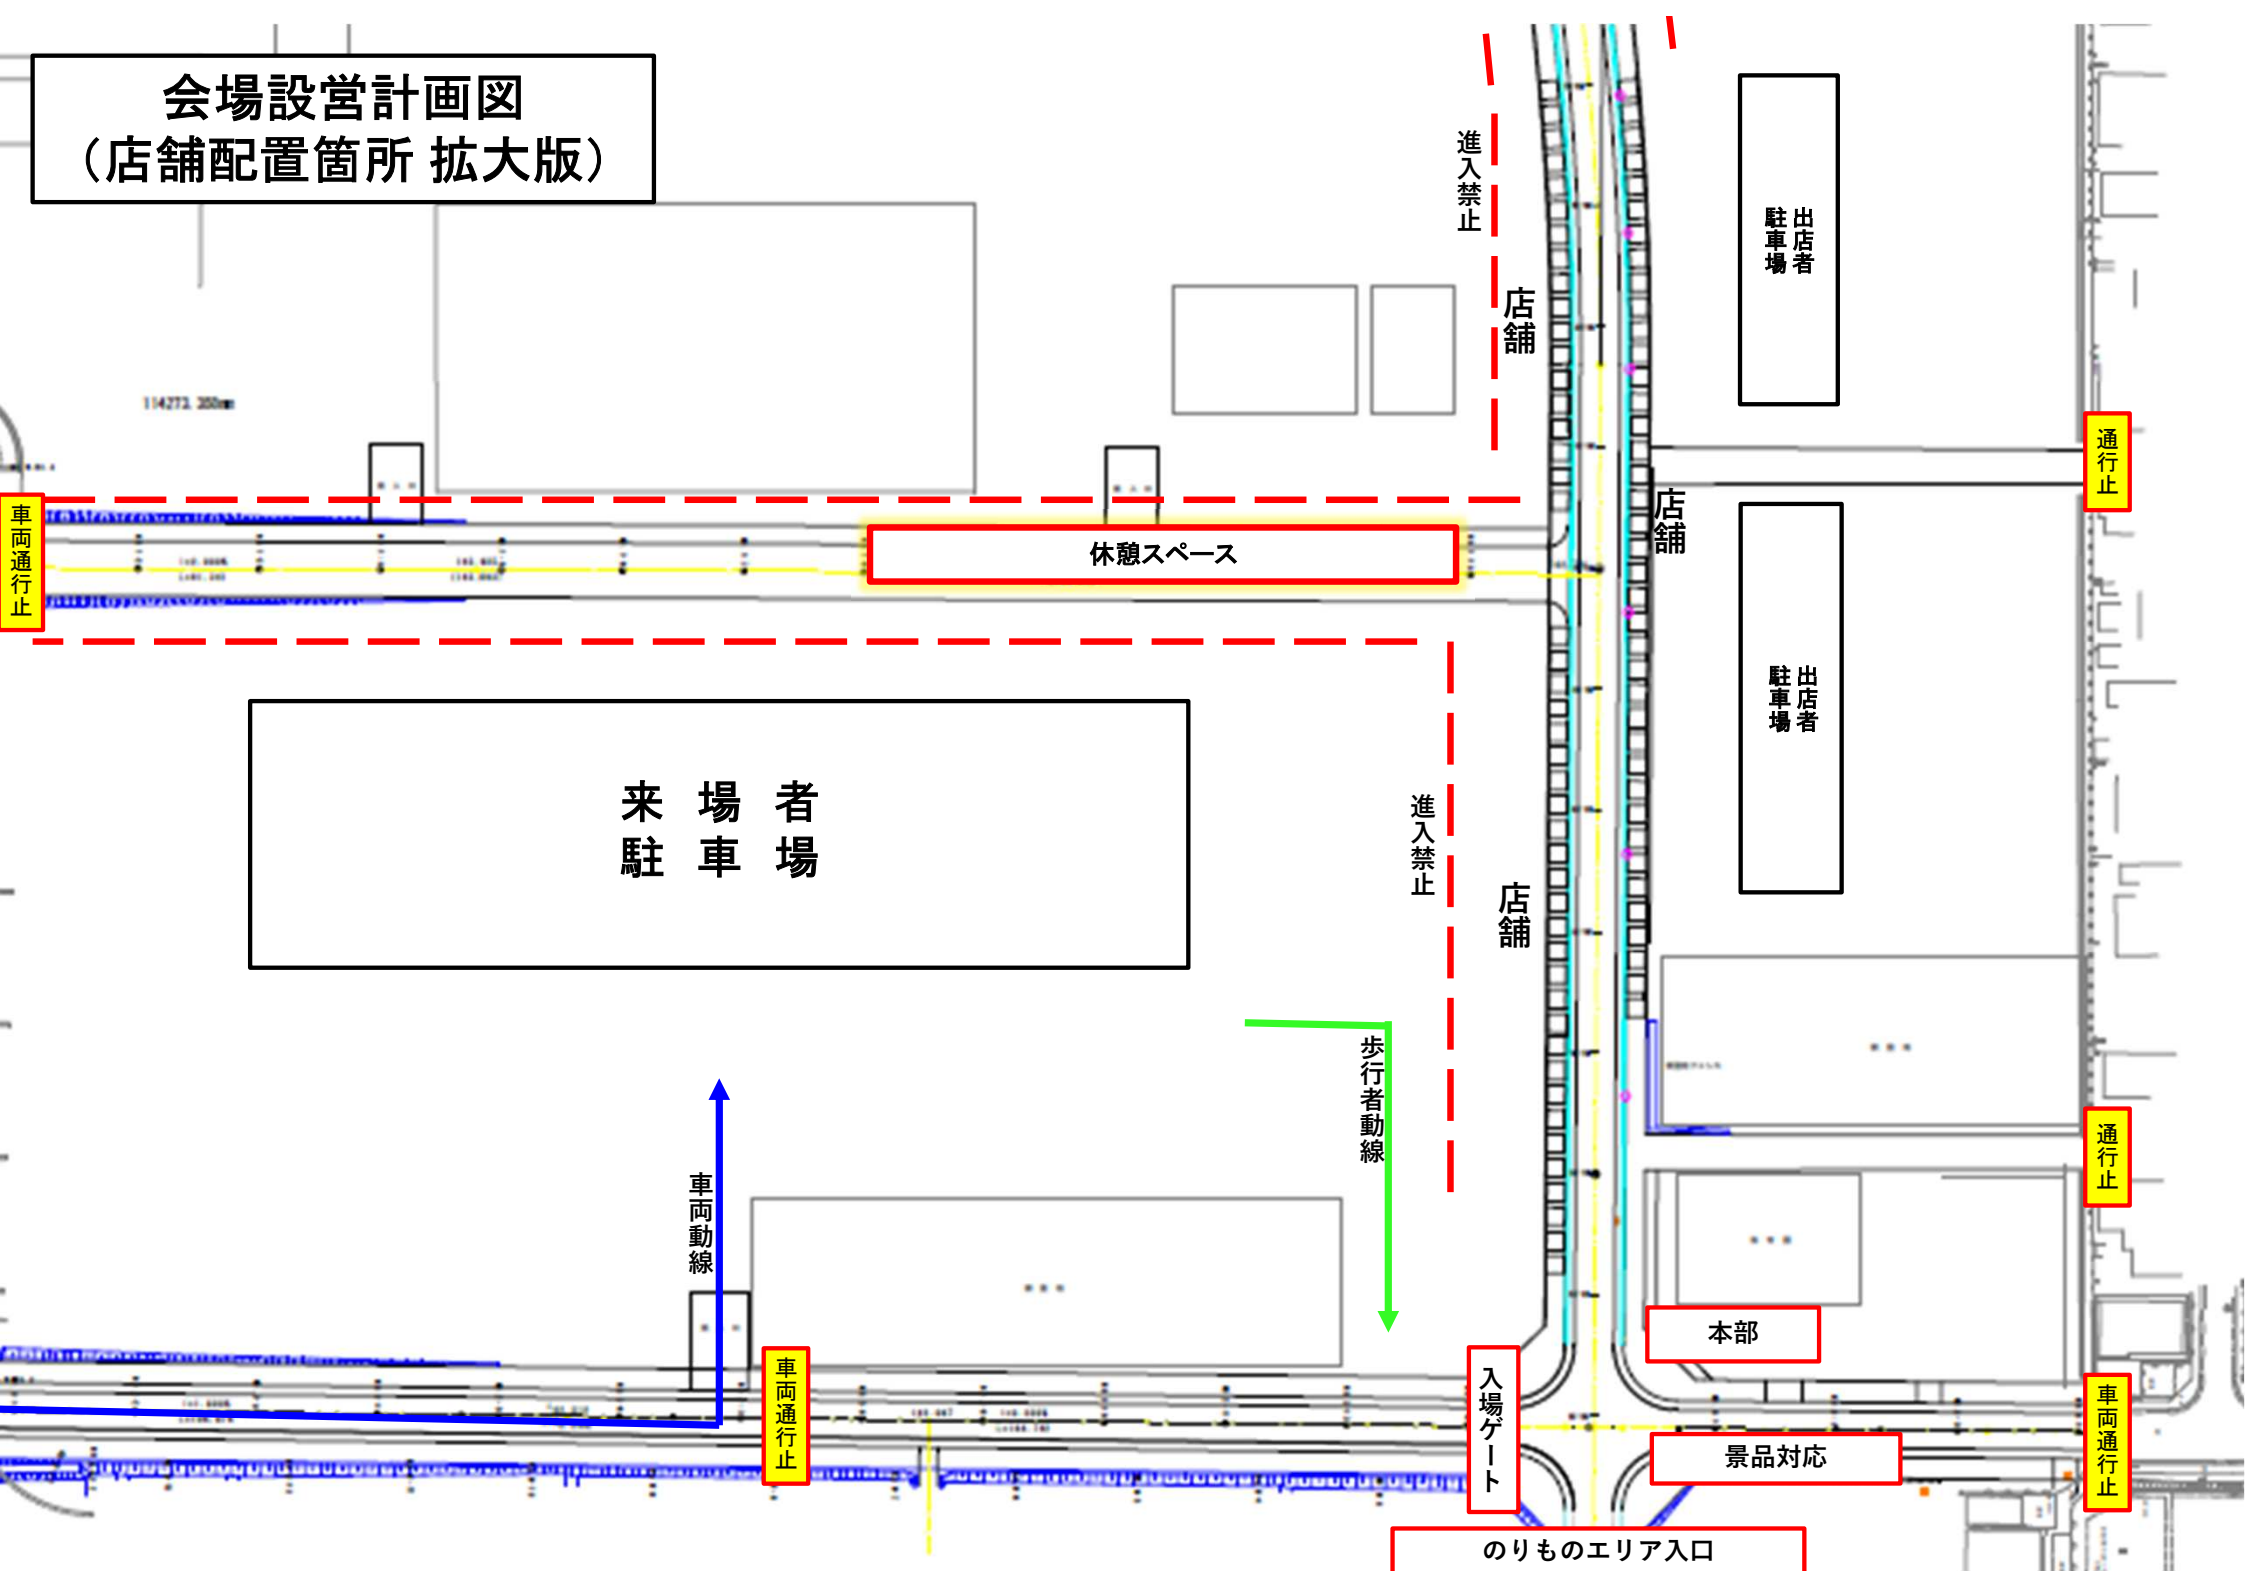 会場設営計画図
（店舗配置箇所 拡大版）
進入禁止
出店者
駐車場
店舗
114273.350mm
通行止
車両通行止
休憩スペース
店舗
出店者
駐車場
来場者
駐車場
進入禁止
店舗
歩行者動線
車両動線
通行止
本部
入場ゲート
車両通行止
車両通行止
景品対応
のりものエリア入口